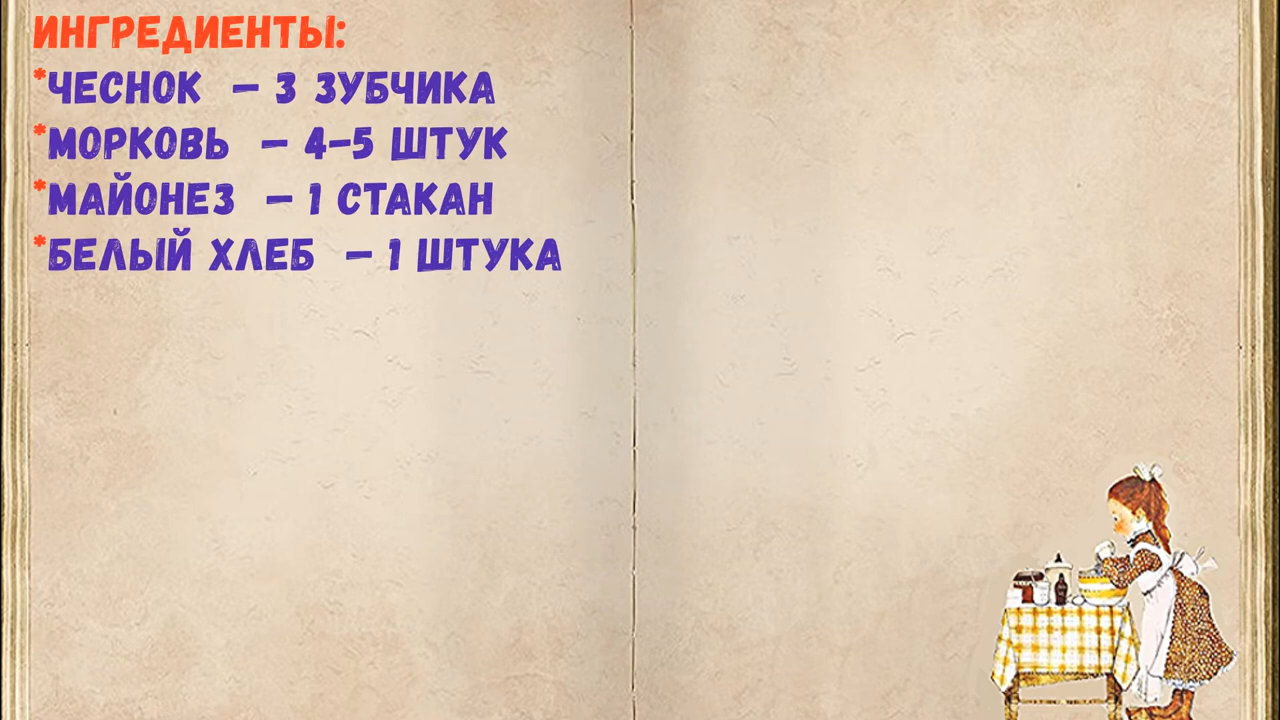 ИНГРЕДИЕНТЫ:
*ЧЕСНОК – 3 ЗУБЧИКА
*МОРКОВЬ – 4-5 ШТУК
*МАЙОНЕЗ – 1 СТАКАН
*БЕЛЫЙ ХЛЕБ – 1 ШТУКА